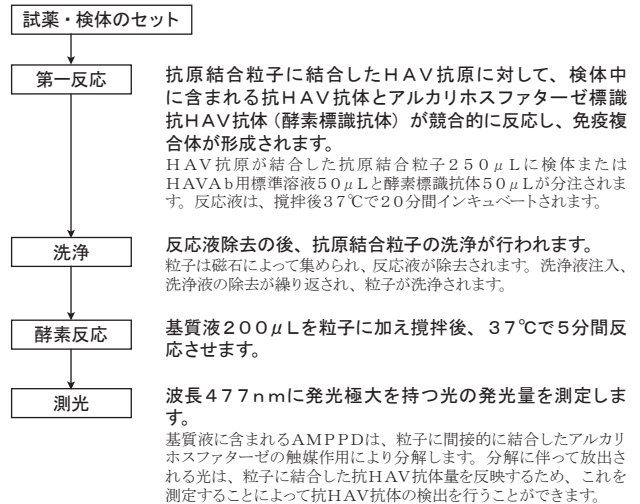 試薬・検体のセット
第一反応
抗原結合粒子に結合したHAV抗原に対して、検体中
に含まれる抗HAV抗体とアルカリホスファターゼ標識
抗HAV抗体（酵素標識抗体）が競合的に反応し、免疫複
合体が形成されます。
HAV抗原が結合した抗原結合粒子250μLに検体または
HAVAb用標準溶液50μLと酵素標識抗体50μLが分注されま
す。反応液は、撹拌後37℃で20分間インキュベートされます。
洗浄
反応液除去の後、抗原結合粒子の洗浄が行われます。
粒子は磁石によって集められ、反応液が除去されます。洗浄液注入、
洗浄液の除去が繰り返され、粒子が洗浄されます。
酵素反応
基質液200μLを粒子に加え撹拌後、37℃で5分間反
応させます。
測光
波長477nmに発光極大を持つ光の発光量を測定しま
す。
基質液に含まれるAMPPDは、粒子に間接的に結合したアルカリ
ホスファターゼの触媒作用により分解します。分解に伴って放出さ
れる光は、粒子に結合した抗HAV抗体量を反映するため、これを
測定することによって抗HAV抗体の検出を行うことができます。